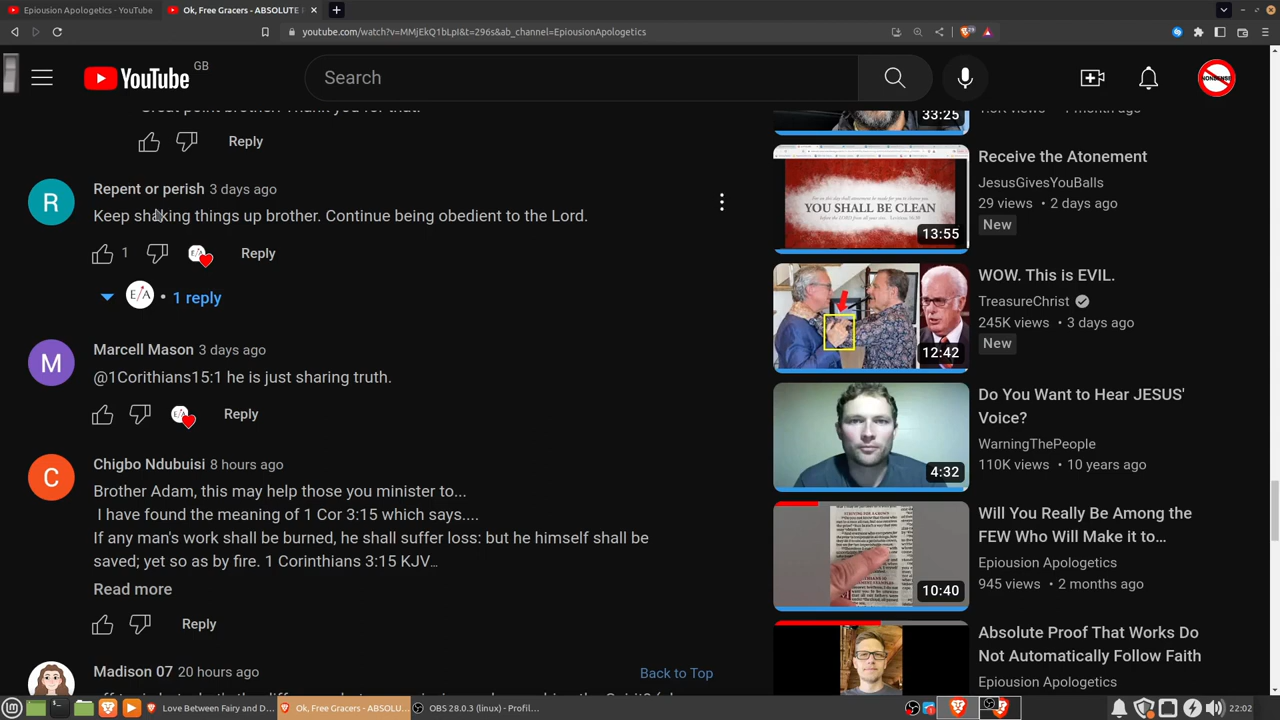 Epiousion Apologetics - YouTube
Ok, Free Gracers - ABSOLUTE
youtube.com/watch?v=MMjEkQ1bLpI&t=296s&ab_channel=EpiousionApologetics
YouTube
GB
Search
NONSENSE
Great point brother. Thank you for that.
Reply
R
Repent or perish 3 days ago
Keep shaking things up brother. Continue being obedient to the Lord.
1
Reply
E/A
1 reply
M
Marcell Mason 3 days ago
@1Corithians15:1 he is just sharing truth.
Reply
C
Chigbo Ndubuisi 8 hours ago
Brother Adam, this may help those you minister to...
I have found the meaning of 1 Cor 3:15 which says....
If any man's work shall be burned, he shall suffer loss: but he himself shall be
saved; yet so as by fire. 1 Corinthians 3:15 KJV...
Read more
Reply
Madison 07 20 hours ago
Back to Top
33:25
YOU SHALL BE CLEAN
13:55
Receive the Atonement
JesusGivesYouBalls
29 views • 2 days ago
New
12:42
WOW. This is EVIL.
TreasureChrist
245K views • 3 days ago
New
4:32
Do You Want to Hear JESUS'
Voice?
WarningThePeople
110K views • 10 years ago
10:40
Will You Really Be Among the
FEW Who Will Make it to...
Epiousion Apologetics
945 views • 2 months ago
Absolute Proof That Works Do
Not Automatically Follow Faith
Epiousion Apologetics
Love Between Fairy and D...
Ok, Free Gracers - ABSOLU...
OBS 28.0.3 (linux) - Profil...
22:02